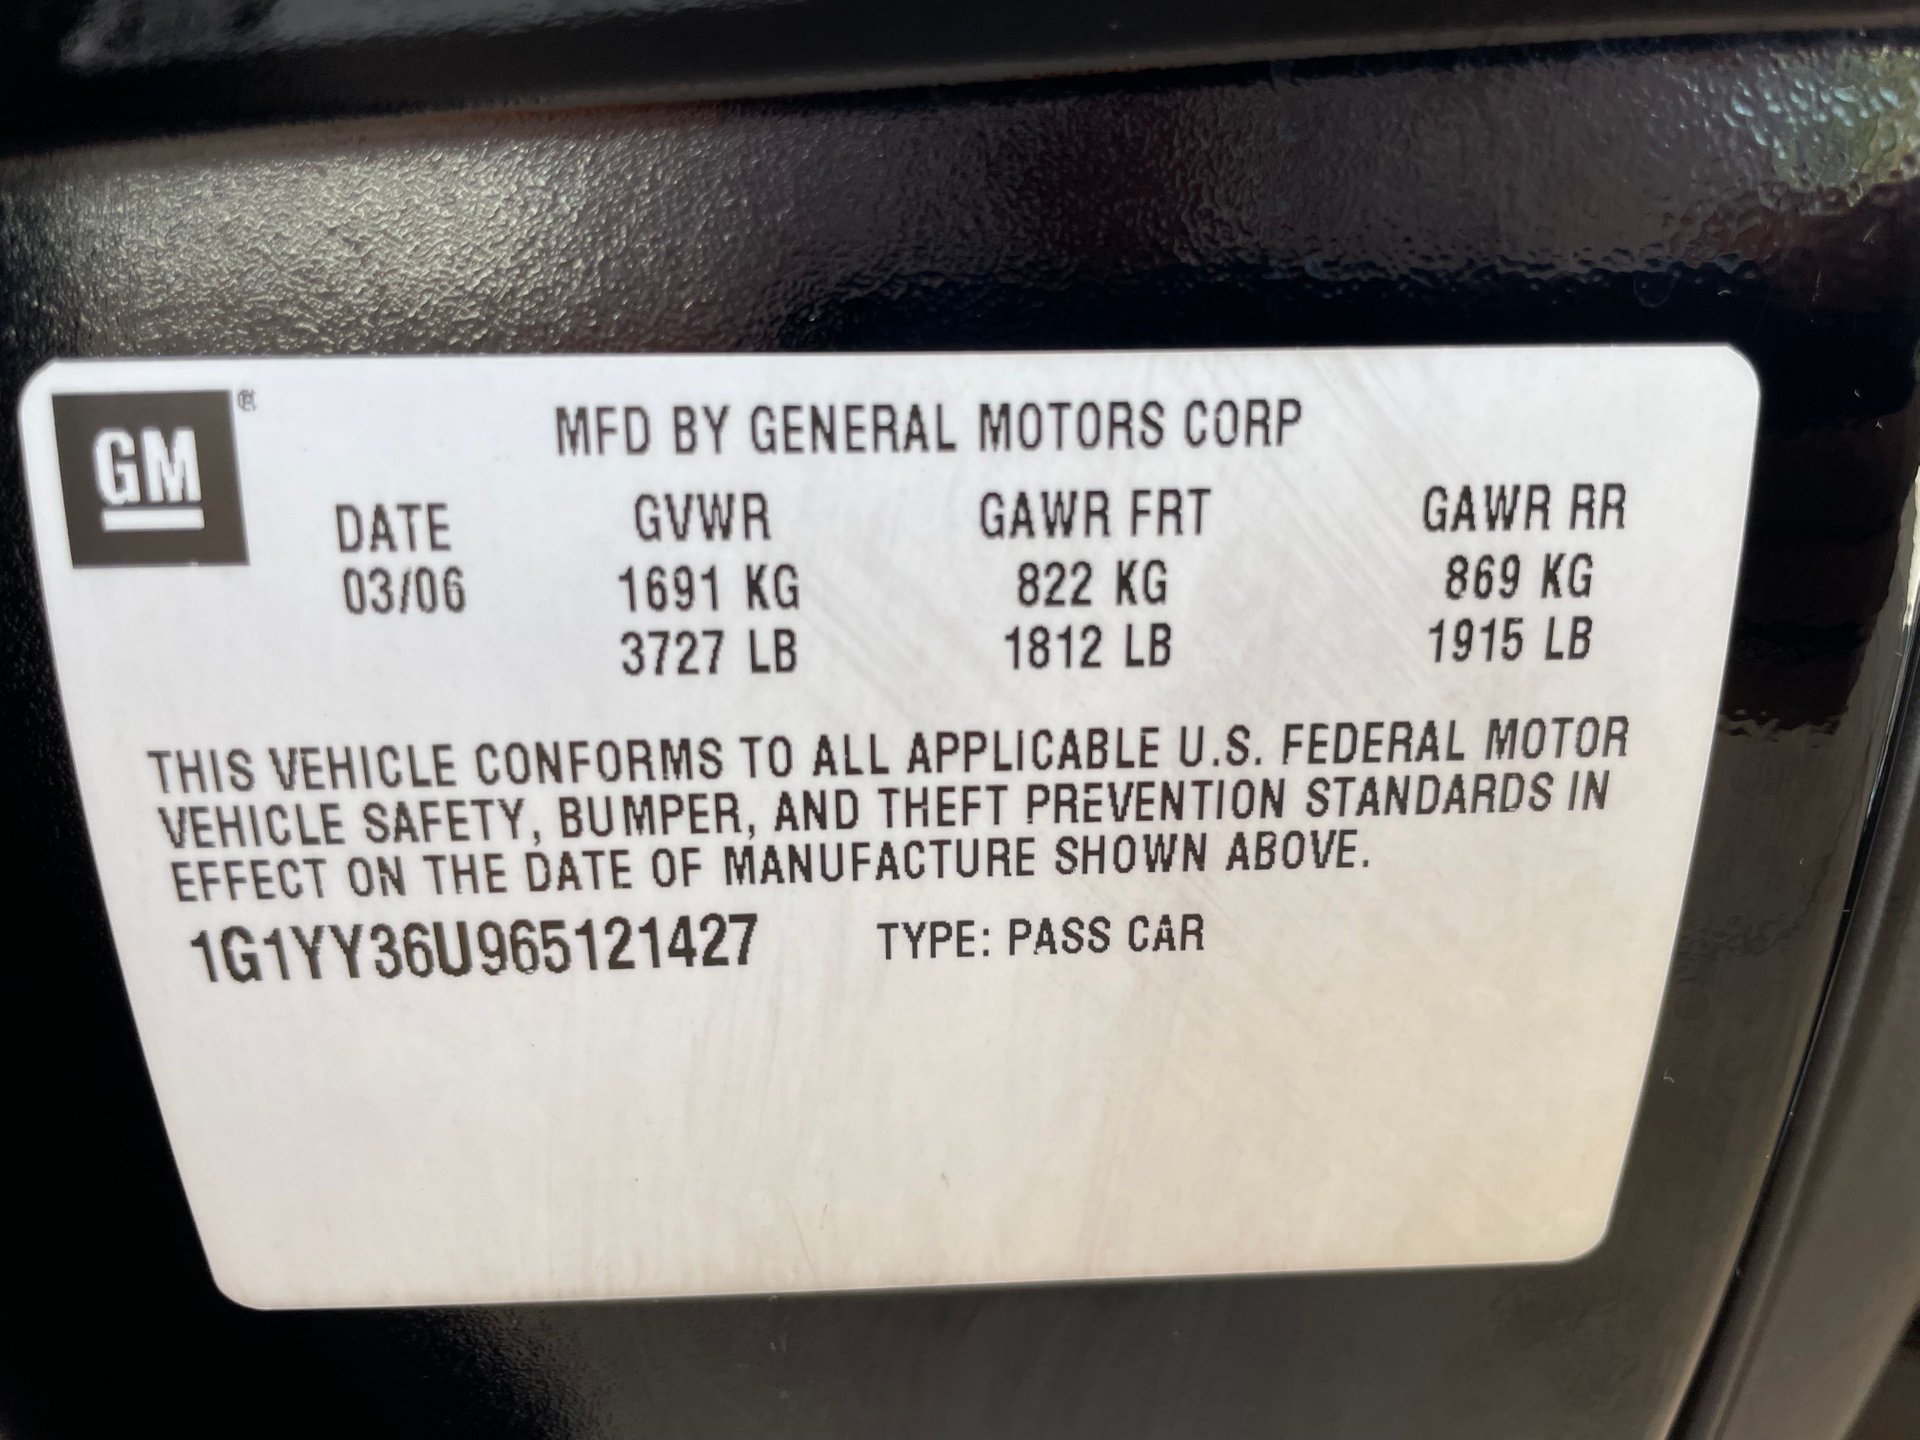 GM ®
MFD BY GENERAL MOTORS CORP
DATE GVWR GAWR FRT GAWR RR
03/06 1691 KG 822 KG 869 KG
3727 LB 1812 LB 1915 LB
THIS VEHICLE CONFORMS TO ALL APPLICABLE U.S. FEDERAL MOTOR
VEHICLE SAFETY, BUMPER, AND THEFT PREVENTION STANDARDS IN
EFFECT ON THE DATE OF MANUFACTURE SHOWN ABOVE.
1G1YY36U965121427 TYPE: PASS CAR